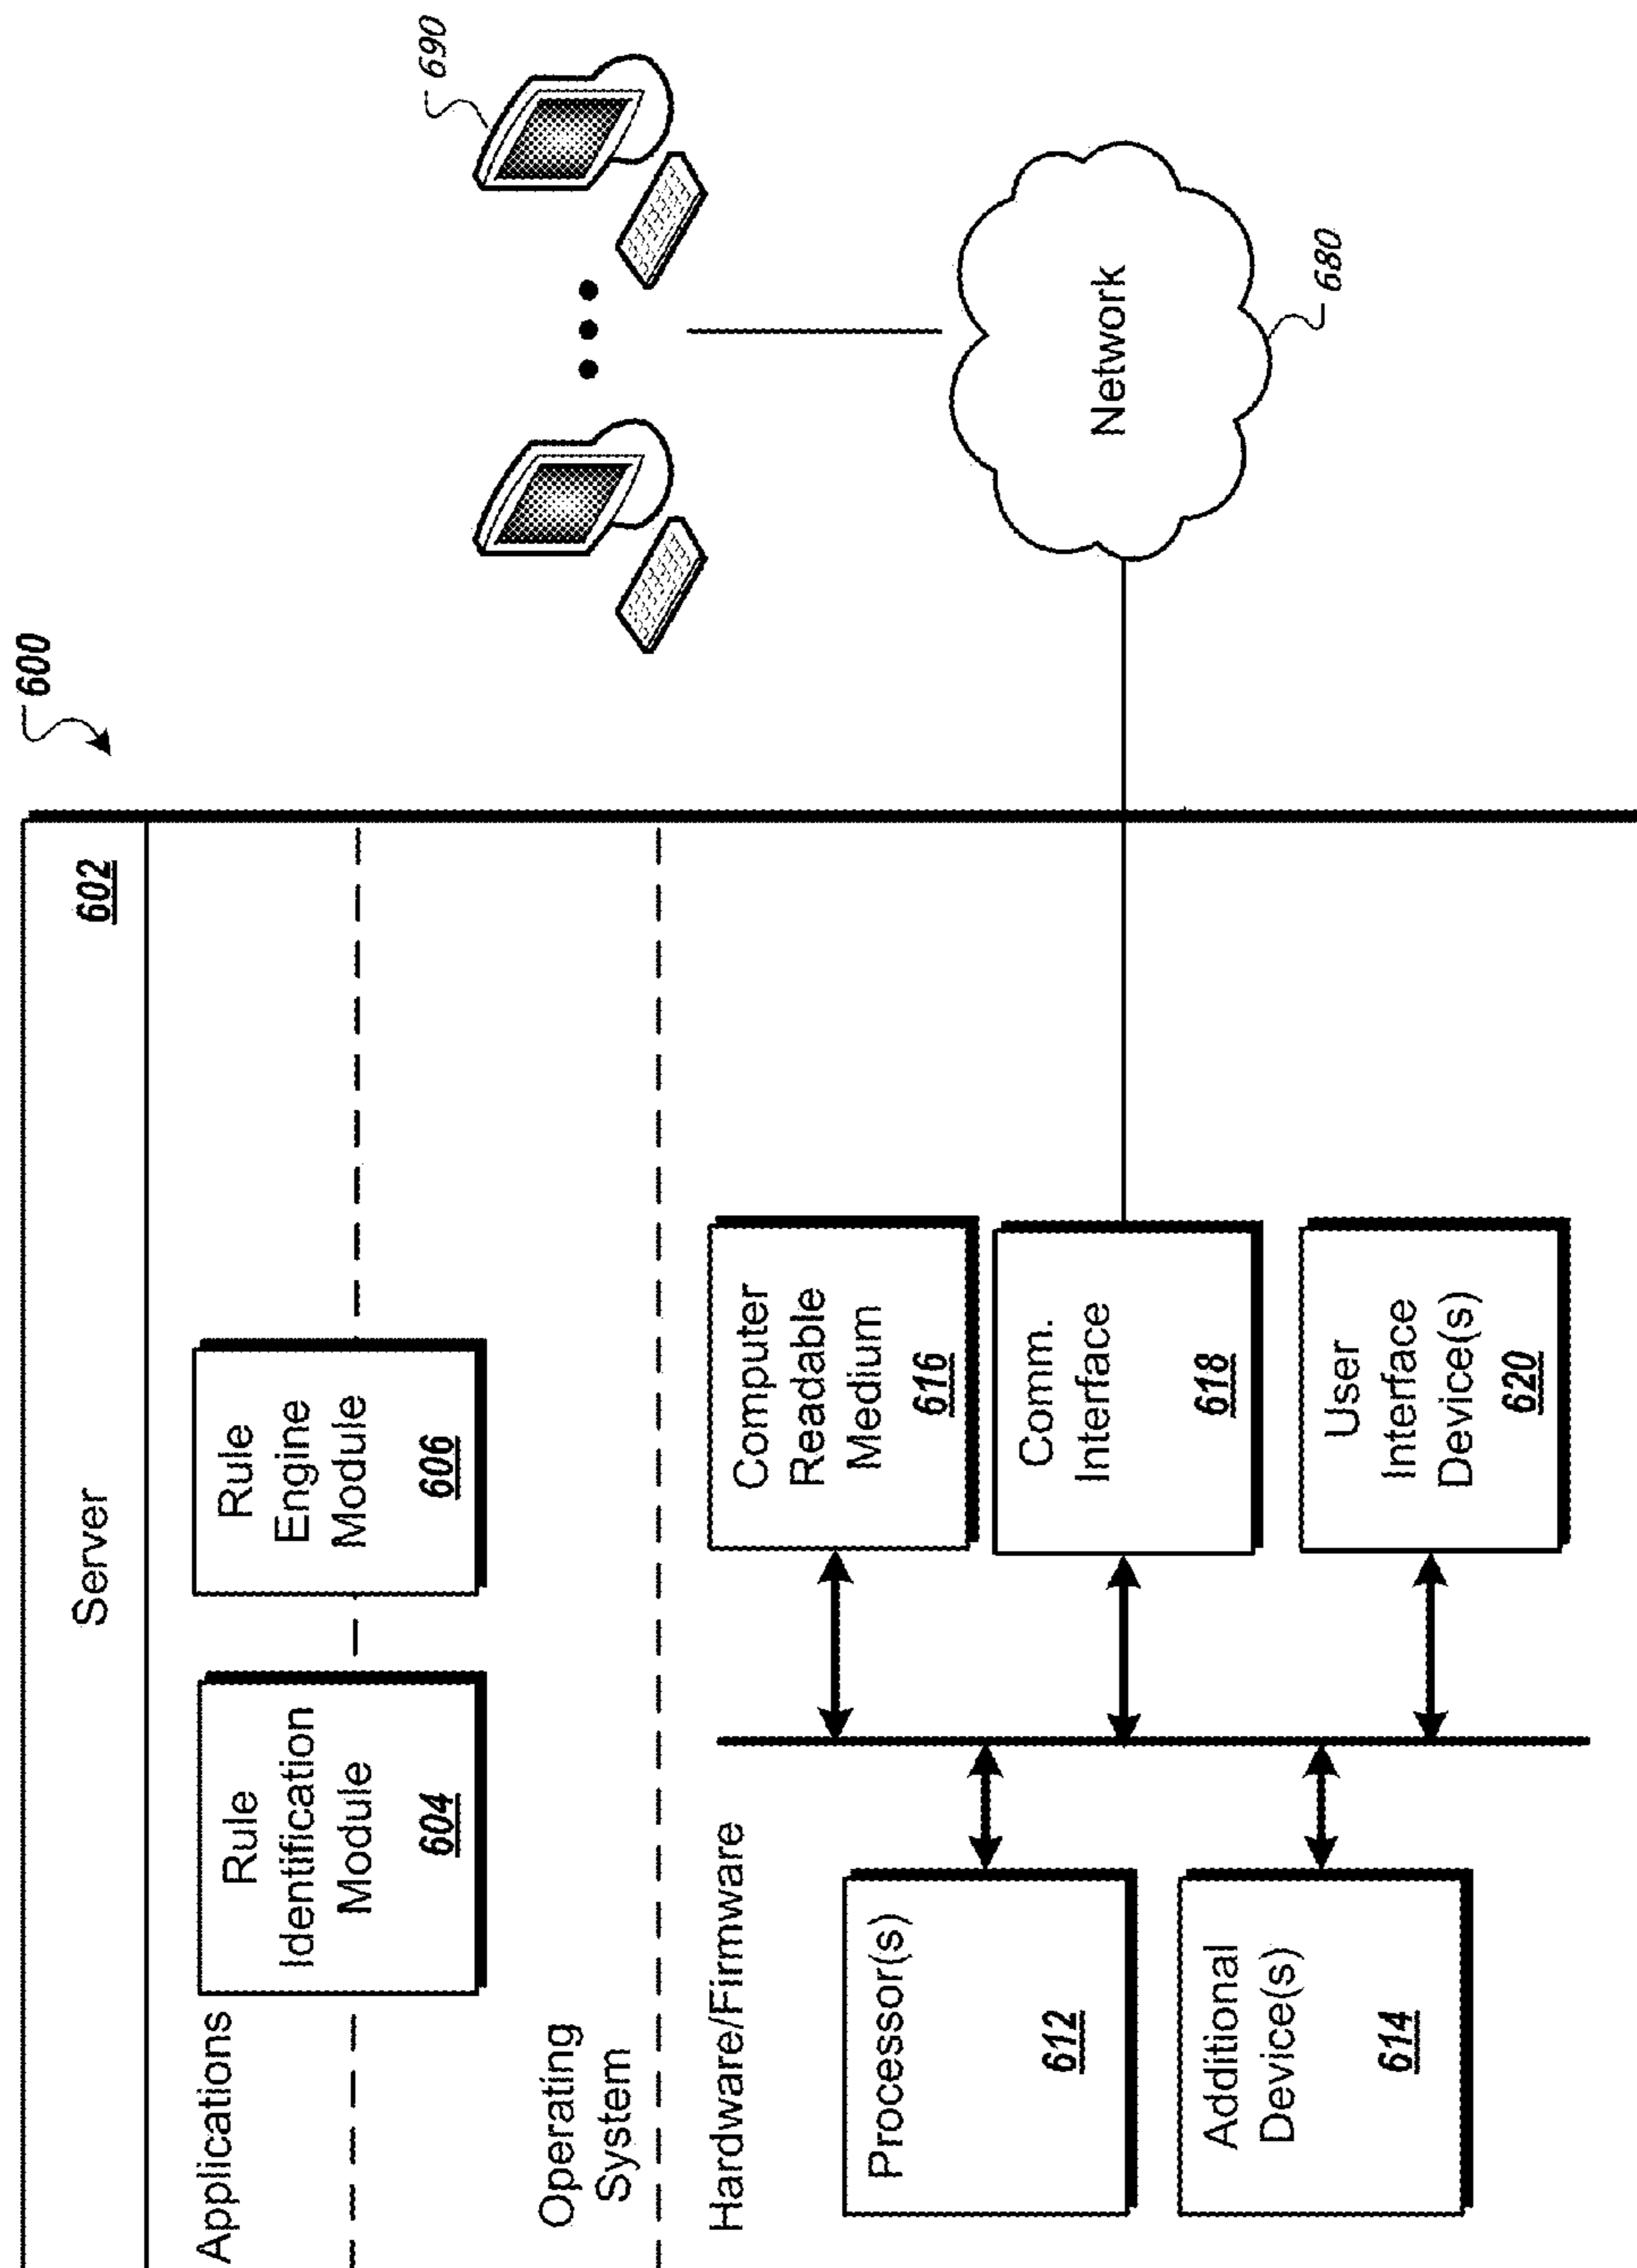 600
Server
602
Applications
Rule
Identification
Module
604
Rule
Engine
Module
606
Operating
System
Hardware/Firmware
Processor(s)
612
Additional
Device(s)
614
Computer
Readable
Medium
616
Comm.
Interface
618
User
Interface
Device(s)
620
690
Network
680